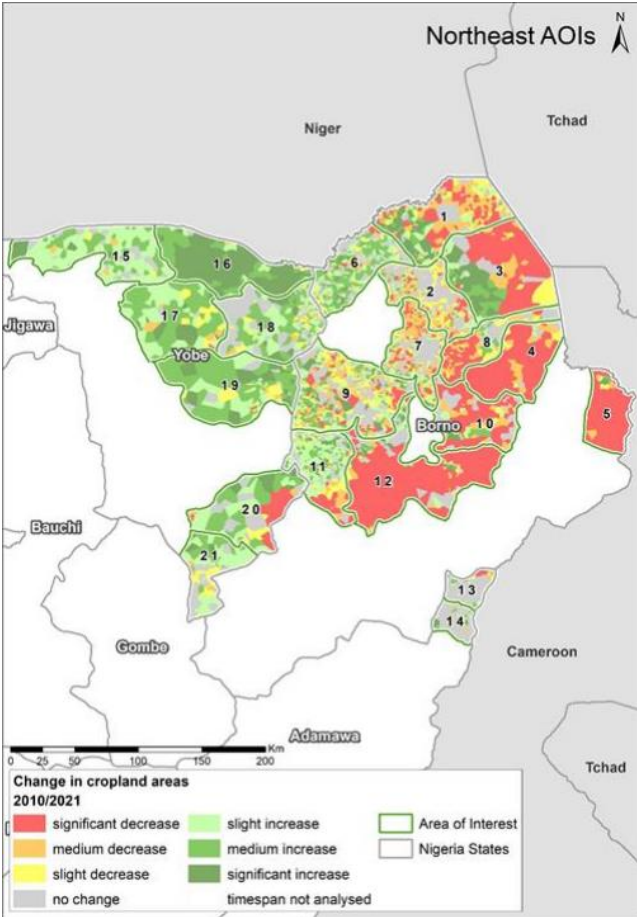 Northeast AOIs
N
Niger
Tchad
1
15
16
6
3
2
Jigawa
17
18
8
7
4
Yobe
19
9
5
Borno
10
11
12
20
Bauchi
21
13
14
Gombe
Cameroon
Adamawa
Km
0 25 50 100 150 200
Tchad
Change in cropland areas
2010/2021
significant decrease
slight increase
Area of Interest
medium decrease
medium increase
Nigeria States
slight decrease
significant increase
no change
timespan not analysed